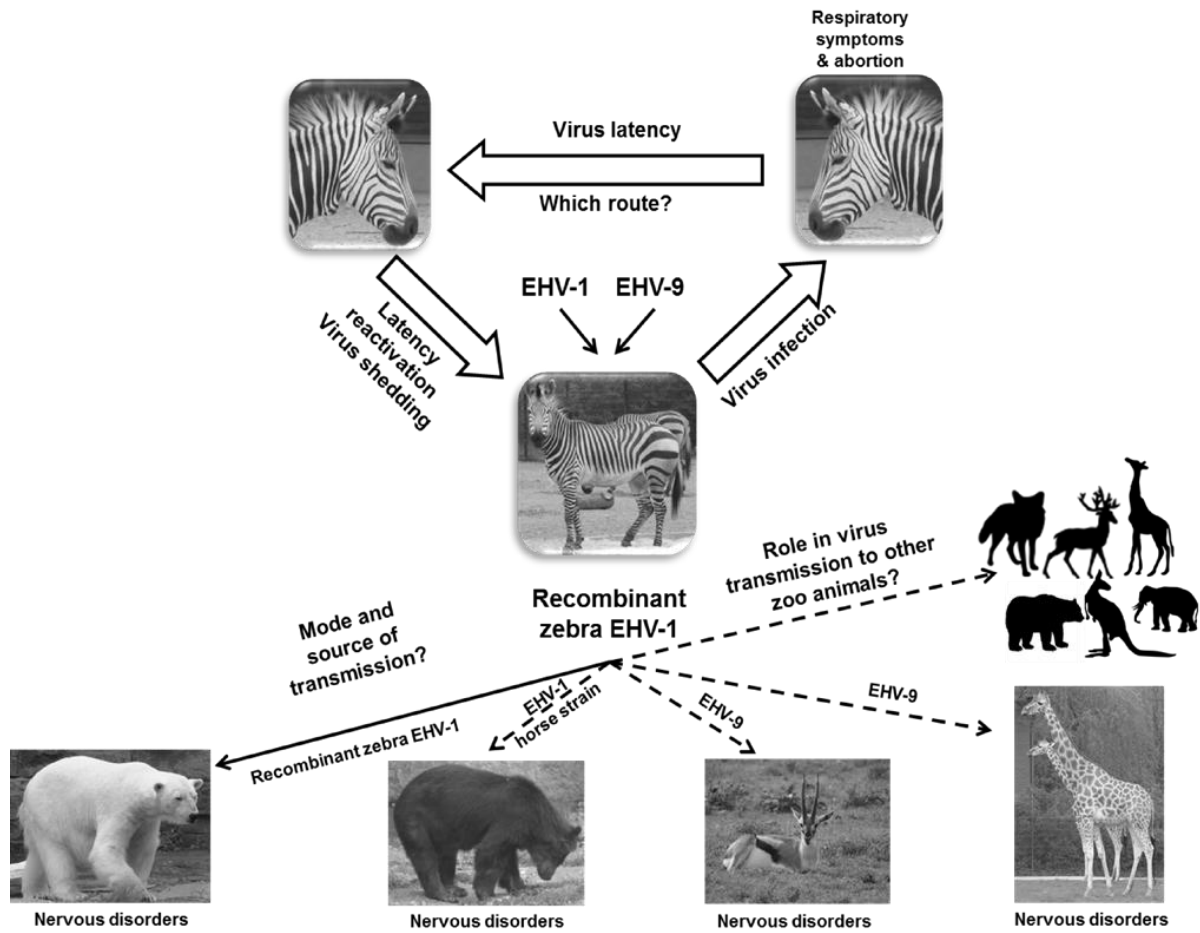 Respiratory
symptoms
& abortion
Virus latency
Which route?
EHV-1 EHV-9
Latency
reactivation
Virus shedding
Virus infection
Recombinant
zebra EHV-1
Role in virus
transmission to other
zoo animals?
Mode and
source of
transmission?
Recombinant zebra EHV-1
EHV-1
horse strain
EHV-9
EHV-9
Nervous disorders
Nervous disorders
Nervous disorders
Nervous disorders